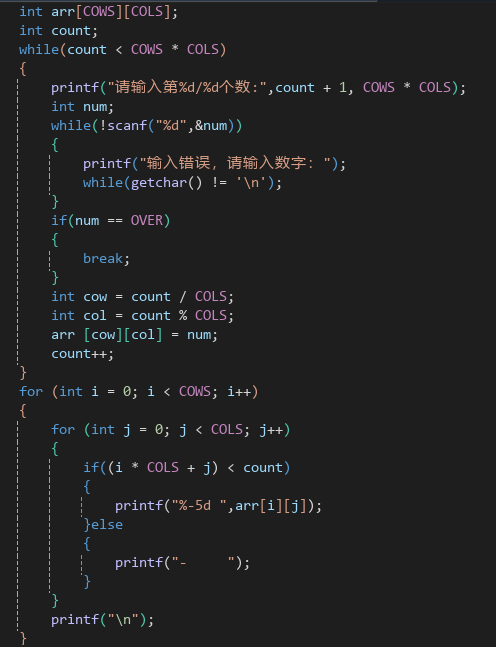 int arr[COWS][COLS];
int count;
while(count < COWS * COLS)
{
    printf("请输入第%d/%d个数:",count + 1, COWS * COLS);
    int num;
    while(!scanf("%d",&num))
    {
        printf("输入错误，请输入数字：");
        while(getchar() != '\n');
    }
    if(num == OVER)
    {
        break;
    }
    int cow = count / COLS;
    int col = count % COLS;
    arr [cow][col] = num;
    count++;
}
for (int i = 0; i < COWS; i++)
{
    for (int j = 0; j < COLS; j++)
    {
        if((i * COLS + j) < count)
        {
            printf("%-5d ",arr[i][j]);
        }else
        {
            printf("-     ");
        }
    }
    printf("\n");
}